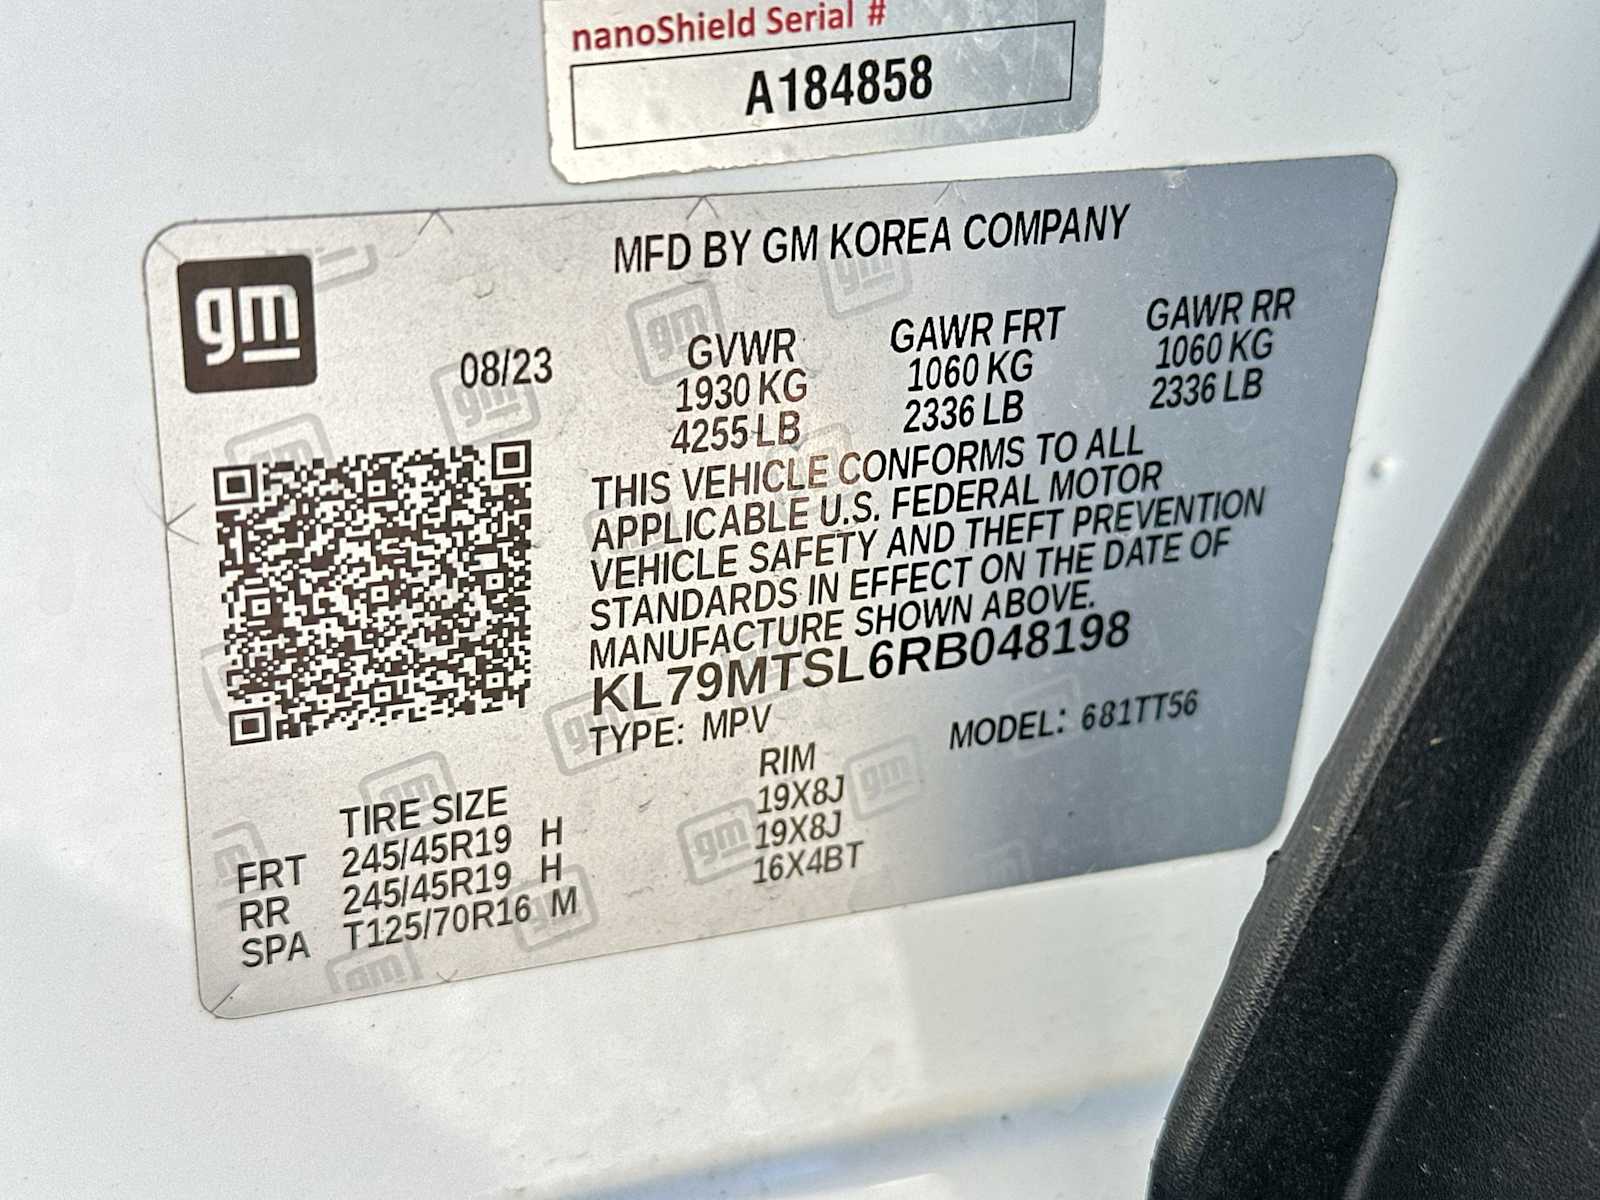 nanoShield Serial #
A184858
gm
MFD BY GM KOREA COMPANY
08/23
GVWR GAWR FRT GAWR RR
1930 KG 1060 KG 1060 KG
4255 LB 2336 LB 2336 LB
THIS VEHICLE CONFORMS TO ALL
APPLICABLE U.S. FEDERAL MOTOR
VEHICLE SAFETY AND THEFT PREVENTION
STANDARDS IN EFFECT ON THE DATE OF
MANUFACTURE SHOWN ABOVE.
KL79MTSL6RB048198
TYPE: MPV MODEL: 681TT56
TIRE SIZE RIM
FRT 245/45R19 H 19X8J
RR 245/45R19 H 19X8J
SPA T125/70R16 M 16X4BT